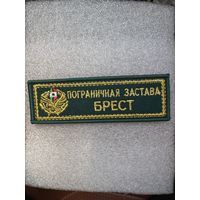 ПОГРАНИЧНАЯ ЗАСТАВА
БРЕСТ